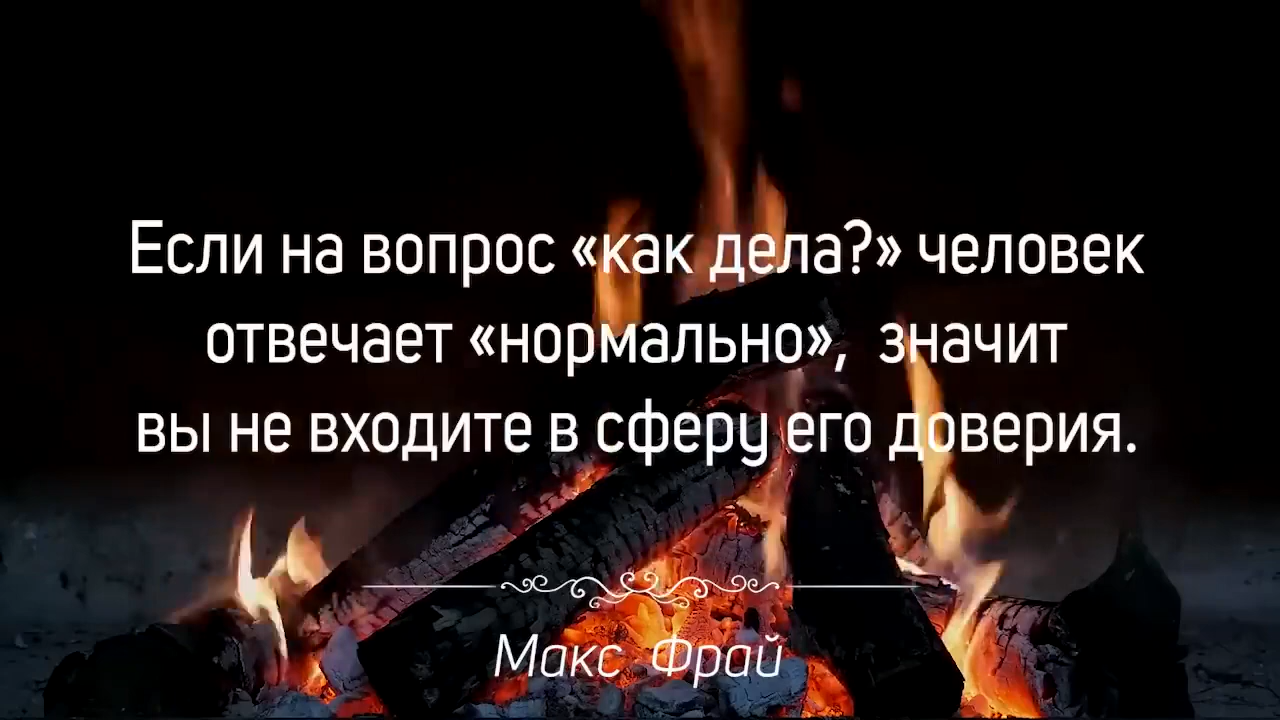 Если на вопрос «как дела?» человек
отвечает «нормально», значит
вы не входите в сферу его доверия.
Макс Фрай